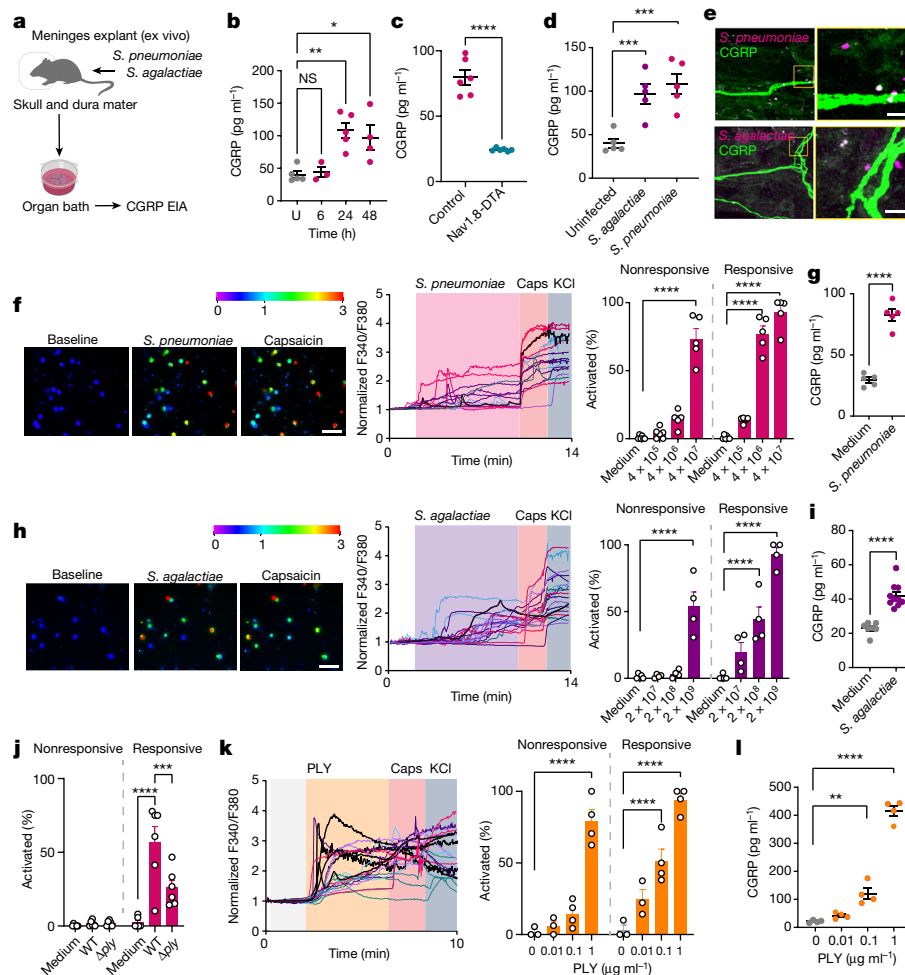 a
Meninges explant (ex vivo)
S. pneumoniae
S. agalactiae
Skull and dura mater
Organ bath → CGRP EIA
b
CGRP (pg ml⁻¹)
200
150
100
50
0
NS
**
*
U 6 24 48
Time (h)
c
CGRP (pg ml⁻¹)
100
50
0
****
Control
Nav1.8-DTA
d
CGRP (pg ml⁻¹)
150
100
50
0
***
***
Uninfected
S. agalactiae
S. pneumoniae
e
S. pneumoniae
CGRP
S. agalactiae
CGRP
f
0 1 3
Baseline S. pneumoniae Capsaicin
Normalized F340/F380
5
4
3
2
1
0
S. pneumoniae Caps KCl
0 14
Time (min)
Nonresponsive Responsive
Activated (%)
100
50
0
****
****
****
Medium
4 × 10⁵
4 × 10⁶
4 × 10⁷
Medium
4 × 10⁵
4 × 10⁶
4 × 10⁷
g
CGRP (pg ml⁻¹)
100
50
0
****
Medium
S. pneumoniae
h
0 1 3
Baseline S. agalactiae Capsaicin
Normalized F340/F380
5
4
3
2
1
0
S. agalactiae Caps KCl
0 14
Time (min)
Nonresponsive Responsive
Activated (%)
100
50
0
****
****
****
Medium
2 × 10⁷
2 × 10⁸
2 × 10⁹
Medium
2 × 10⁷
2 × 10⁸
2 × 10⁹
i
CGRP (pg ml⁻¹)
80
60
40
20
0
****
Medium
S. agalactiae
j
Nonresponsive Responsive
Activated (%)
100
50
0
****
***
Medium
WT
Δply
Medium
WT
Δply
k
PLY Caps KCl
Normalized F340/F380
5
4
3
2
1
0
0 10
Time (min)
Nonresponsive Responsive
Activated (%)
100
50
0
****
****
****
0 0.01 0.1 1 0 0.01 0.1 1
PLY (µg ml⁻¹)
l
CGRP (pg ml⁻¹)
500
400
300
200
100
0
**
****
0 0.01 0.1 1
PLY (µg ml⁻¹)